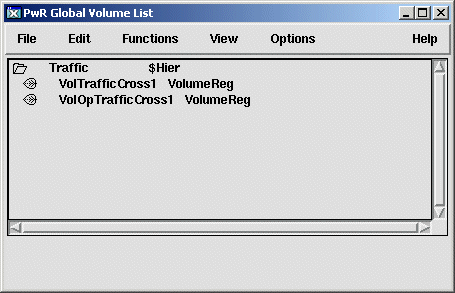 PwR Global Volume List
File Edit Functions View Options Help
Traffic $Hier
VolTrafficCross1 VolumeReg
VolOpTrafficCross1 VolumeReg